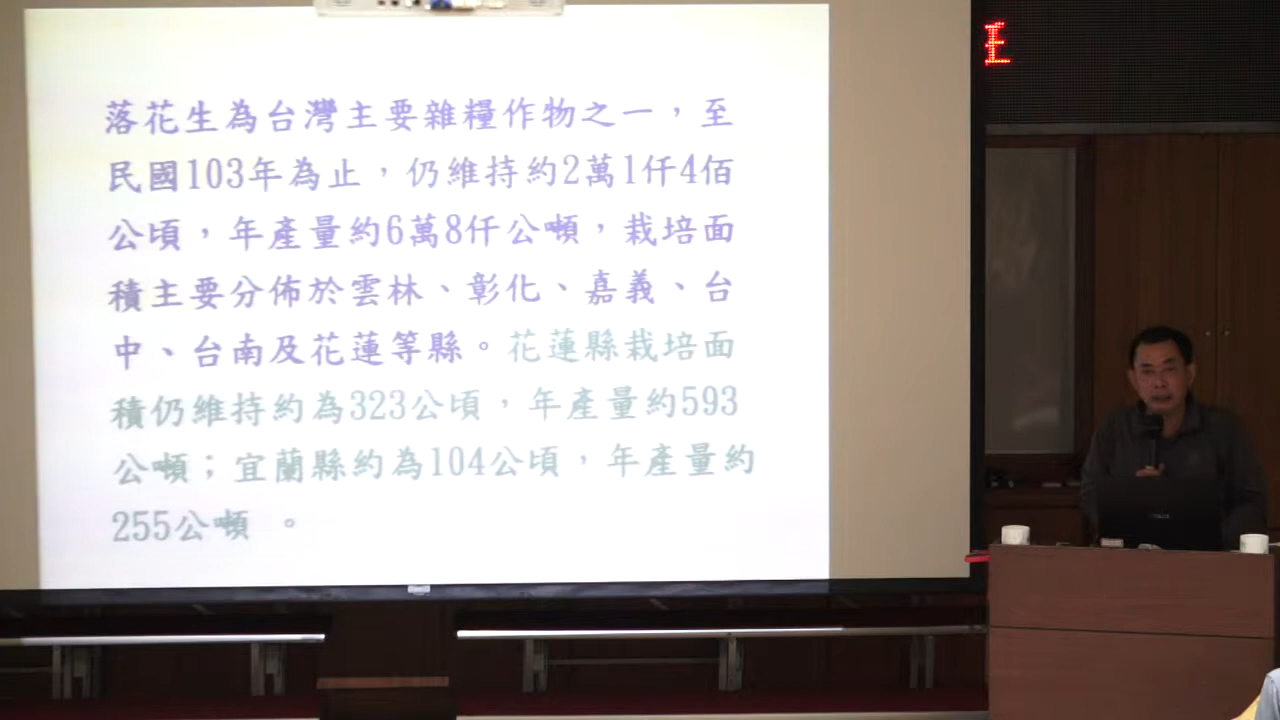 落花生為台灣主要雜糧作物之一，至
民國103年為止，仍維持約2萬1仟4佰
公頃，年產量約6萬8仟公噸，栽培面
積主要分佈於雲林、彰化、嘉義、台
中、台南及花蓮等縣。花蓮縣栽培面
積仍維持約為323公頃，年產量約593
公噸；宜蘭縣約為104公頃，年產量約
255公噸 。